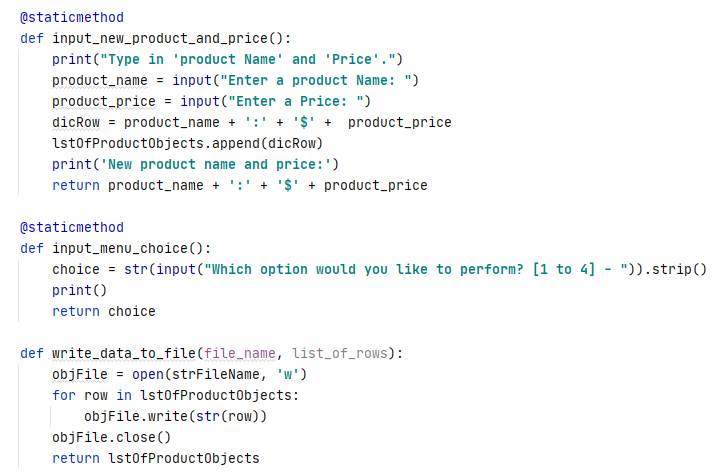 @staticmethod
def input_new_product_and_price():
    print("Type in 'product Name' and 'Price'.")
    product_name = input("Enter a product Name: ")
    product_price = input("Enter a Price: ")
    dicRow = product_name + ':' + '$' +  product_price
    lstOfProductObjects.append(dicRow)
    print('New product name and price:')
    return product_name + ':' + '$' + product_price

@staticmethod
def input_menu_choice():
    choice = str(input("Which option would you like to perform? [1 to 4] - ")).strip()
    print()
    return choice

def write_data_to_file(file_name, list_of_rows):
    objFile = open(strFileName, 'w')
    for row in lstOfProductObjects:
        objFile.write(str(row))
    objFile.close()
    return lstOfProductObjects